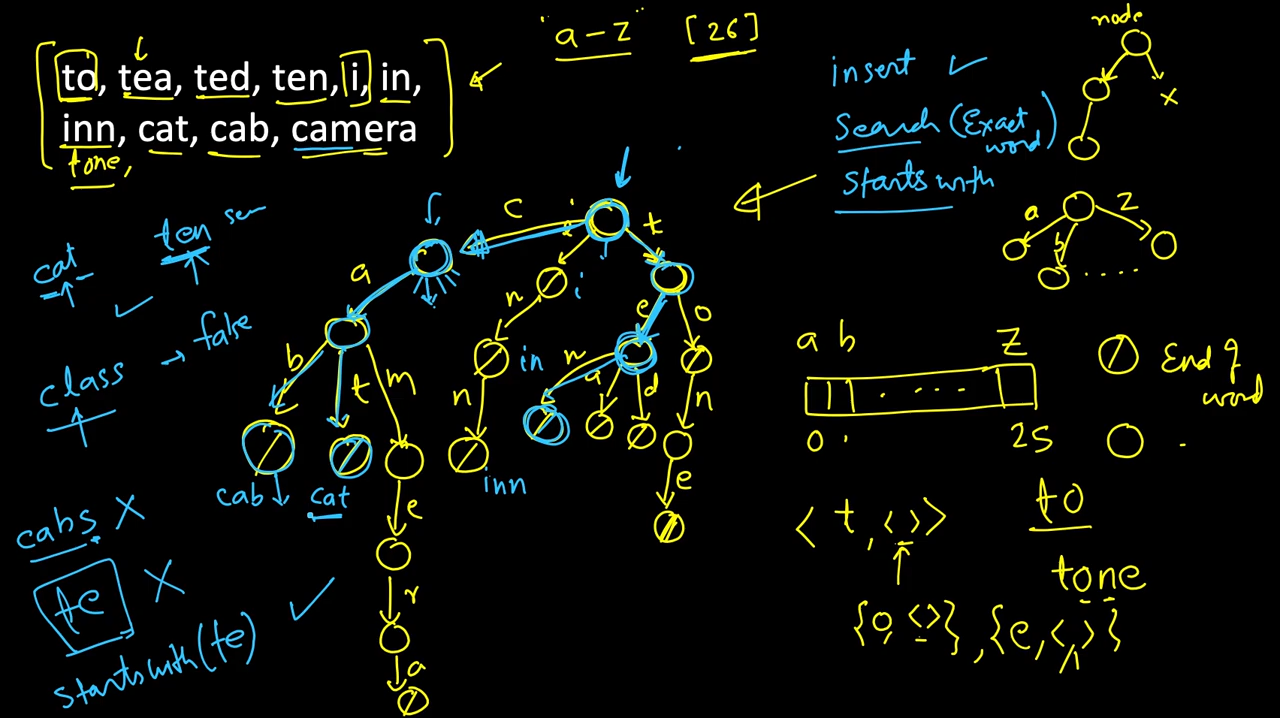 "a-z" [26]
node
to, tea, ted, ten, i, in,
inn, cat, cab, camera
tone,
insert
x
Search (Exact word)
starts with
c i t
a b z
cat
ten
a n i e o
class → false
b t m n in n a d n
a b z
End of word
0 25
cab cat inn
e e
cabs X
< t, < > > to
te X
r
tone
{o, < >}, {e, < >}
startswith (te)
a